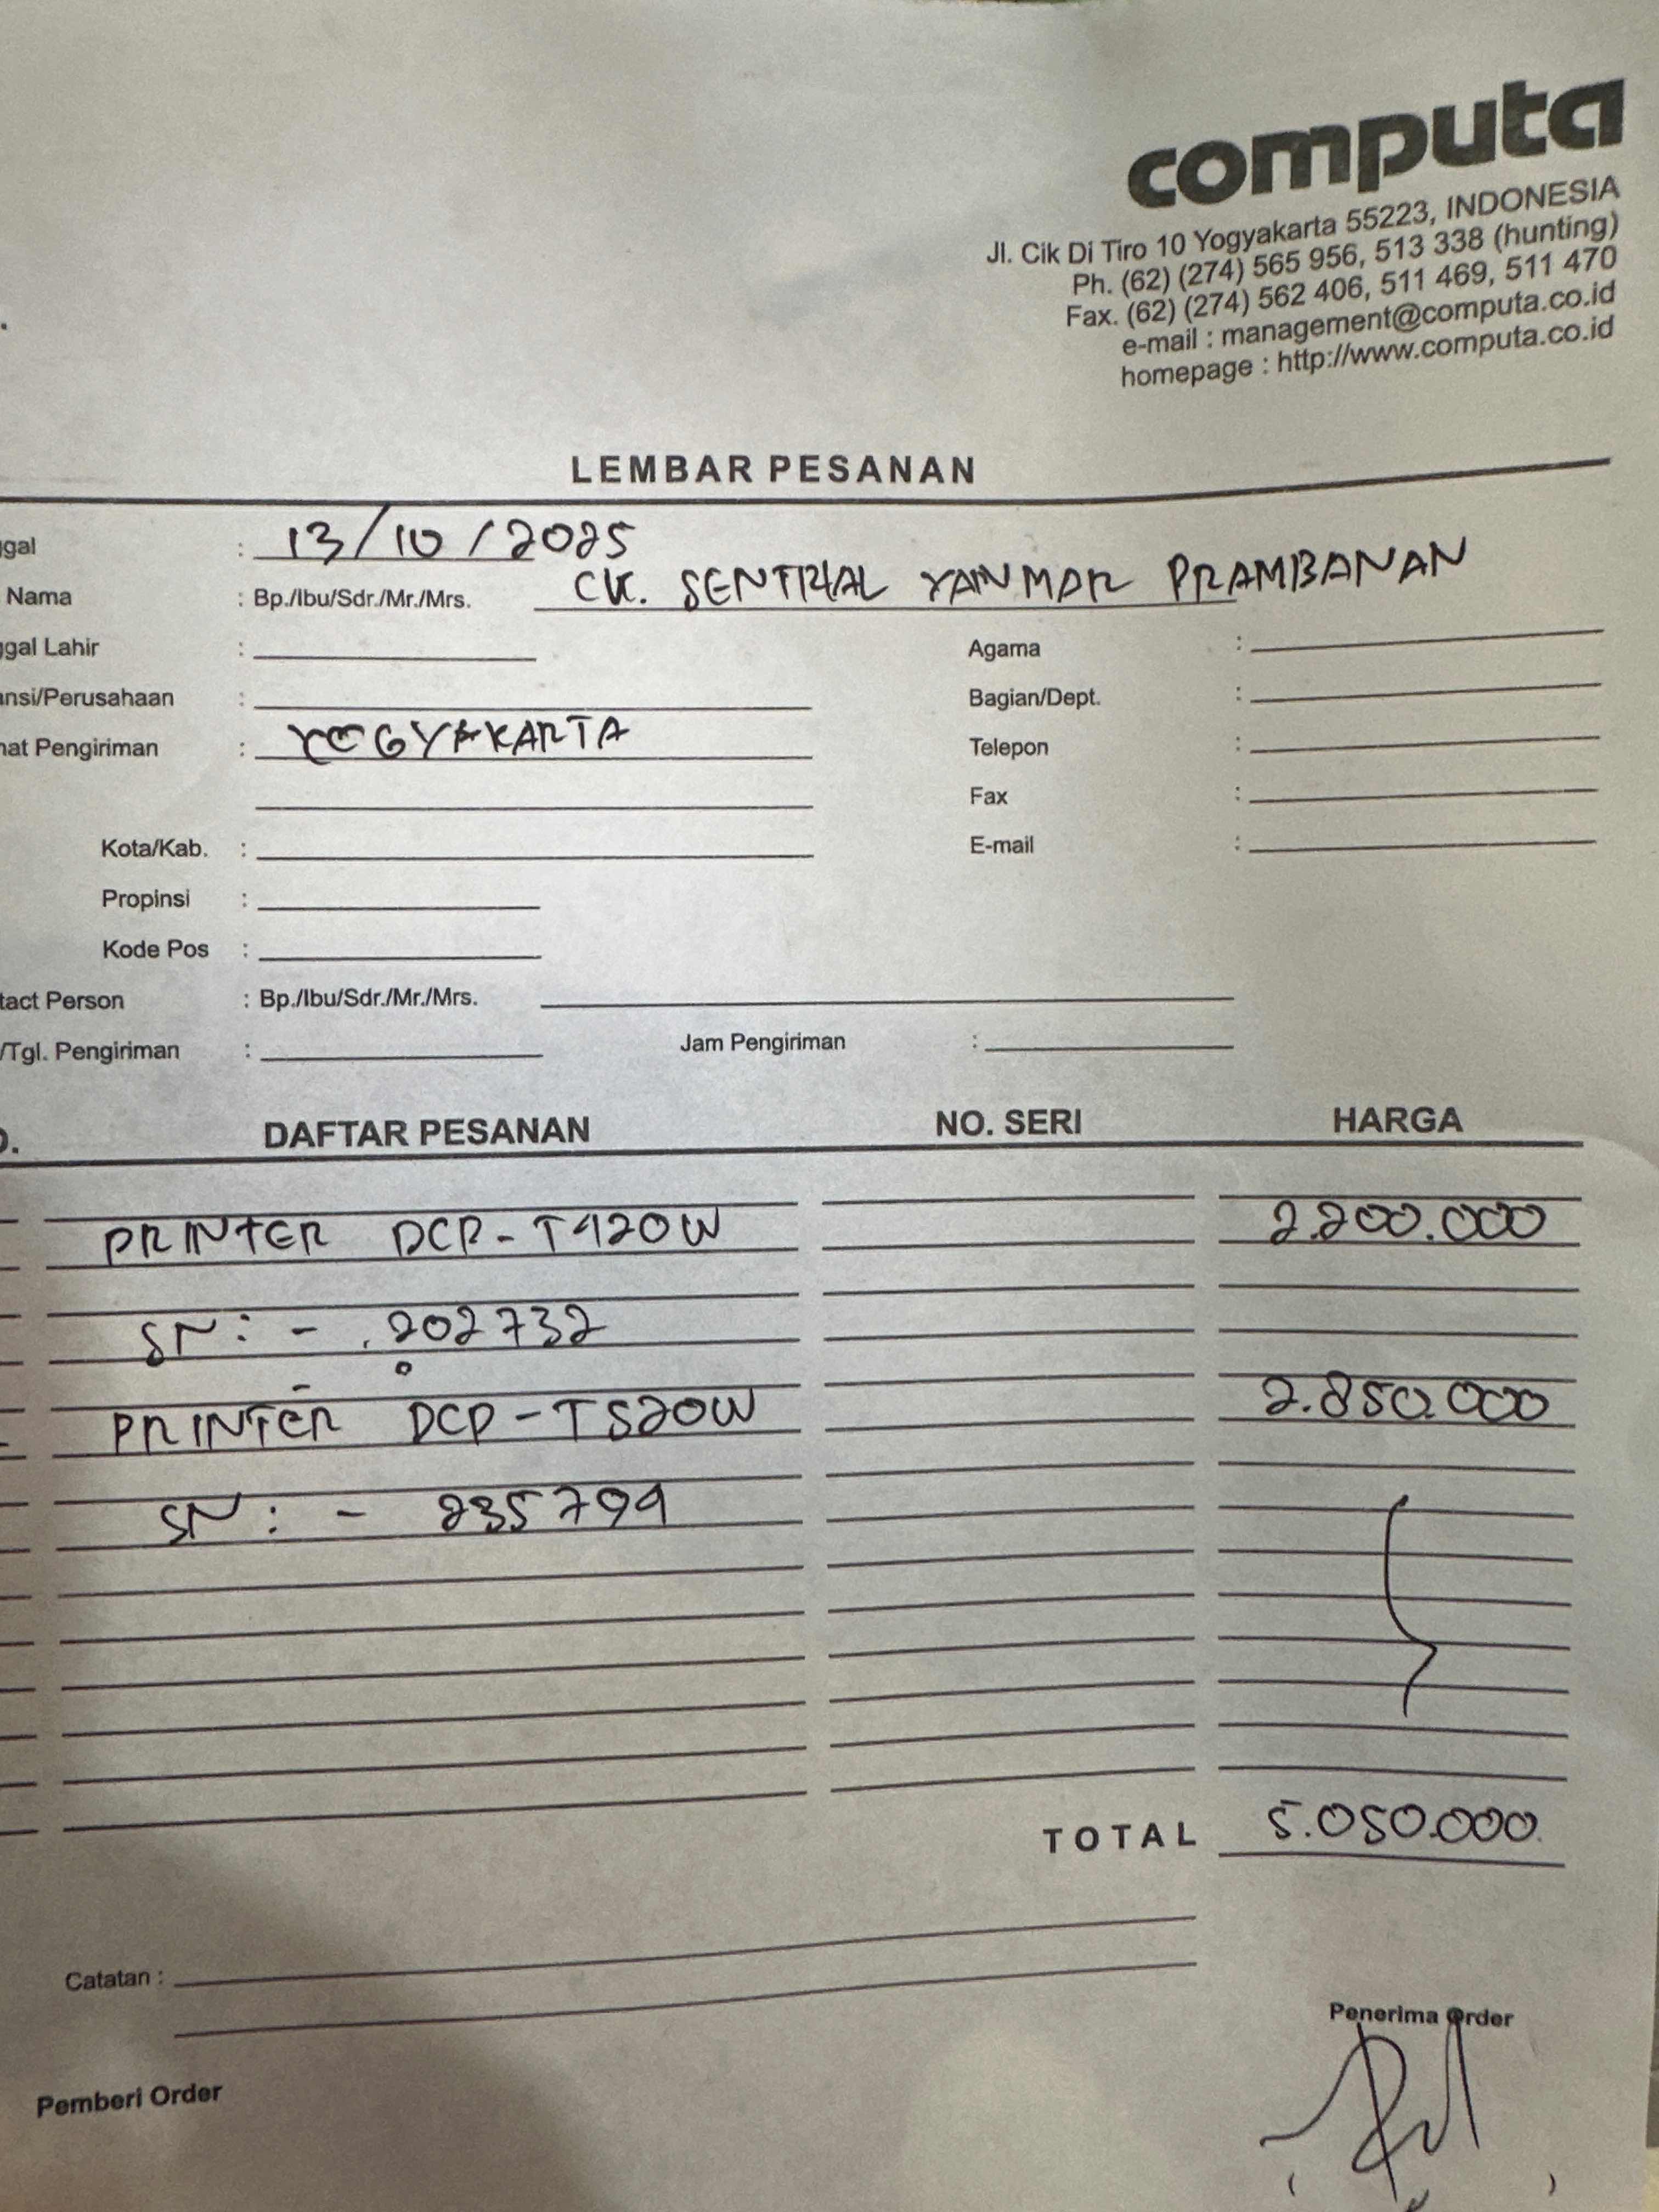 computa
Jl. Cik Di Tiro 10 Yogyakarta 55223, INDONESIA
Ph. (62) (274) 565 956, 513 338 (hunting)
Fax. (62) (274) 562 406, 511 469, 511 470
e-mail : management@computa.co.id
homepage : http://www.computa.co.id
LEMBAR PESANAN
ggal : 13/10/2025
Nama : Bp./Ibu/Sdr./Mr./Mrs. SENTRAL YANMAR PRAMBANAN
ggal Lahir : Agama :
ansi/Perusahaan : Bagian/Dept. :
mat Pengiriman : YOGYAKARTA Telepon :
Fax :
Kota/Kab. : E-mail :
Propinsi :
Kode Pos :
tact Person : Bp./Ibu/Sdr./Mr./Mrs.
/Tgl. Pengiriman : Jam Pengiriman :
O. DAFTAR PESANAN NO. SERI HARGA
PRINTER DCP-T420W 2.200.000
SN: - 202732
PRINTER DCP-T520W 2.850.000
SN: - 235794
TOTAL 5.050.000
Catatan :
Penerima Order
Pemberi Order
( )